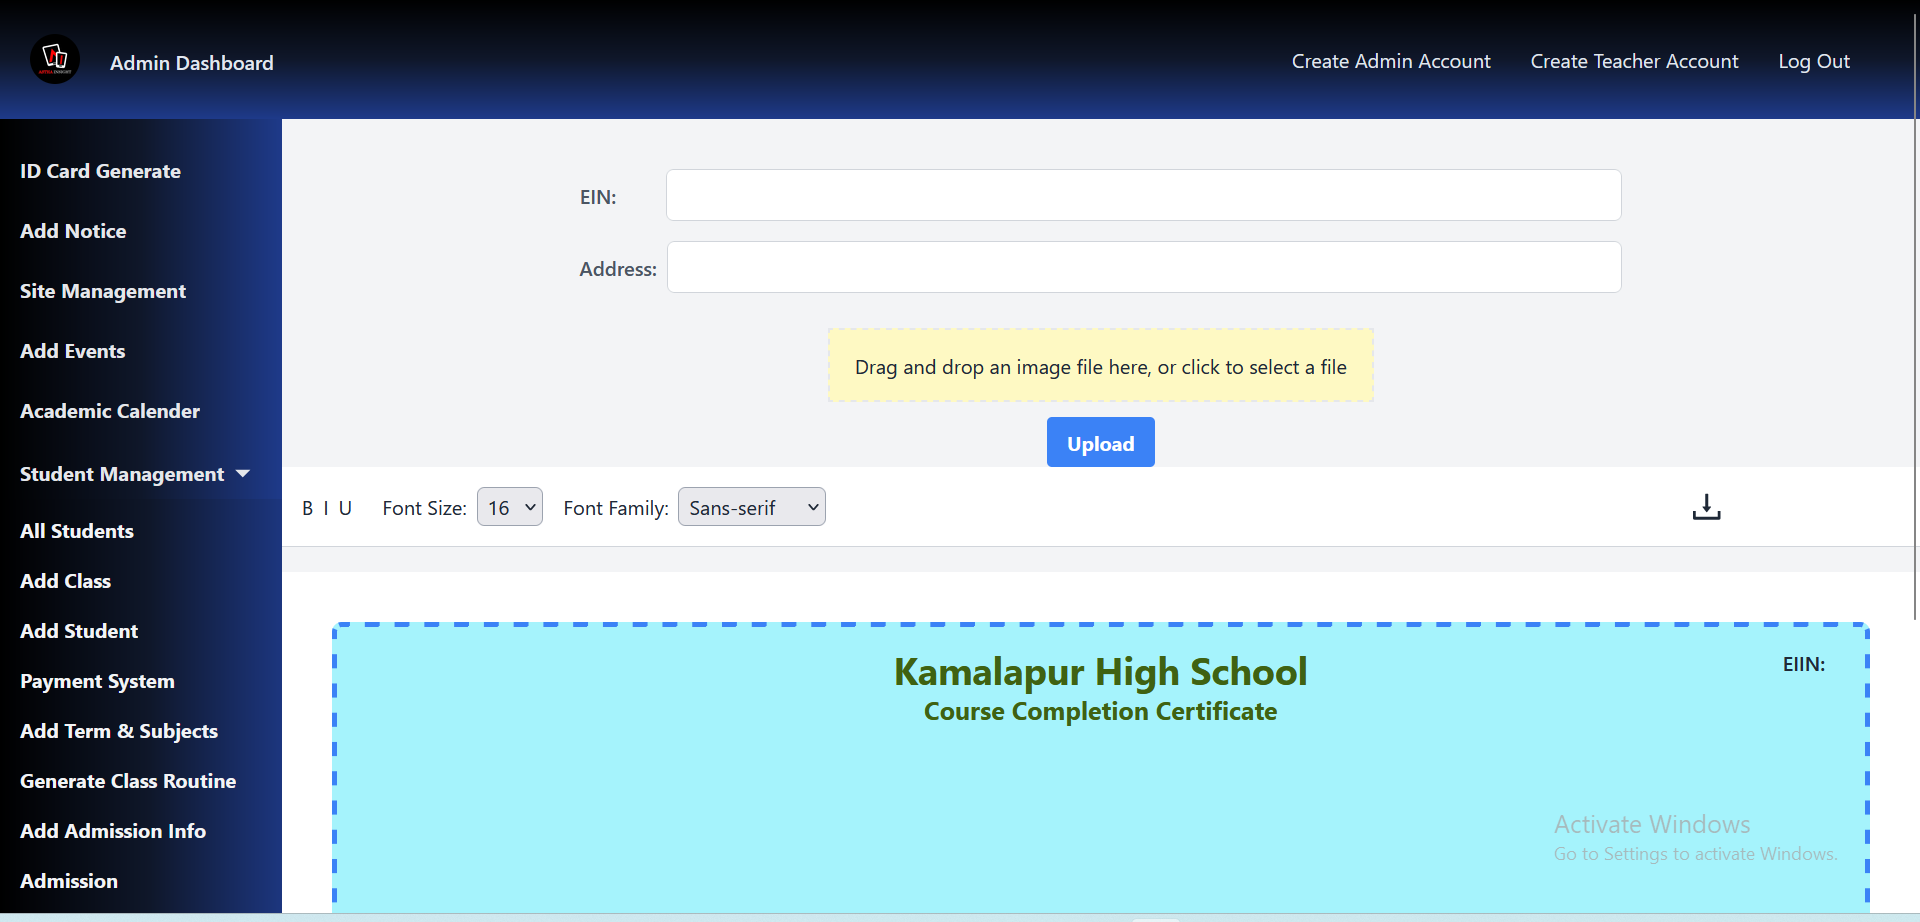 Admin Dashboard
Create Admin Account
Create Teacher Account
Log Out
ID Card Generate
Add Notice
Site Management
Add Events
Academic Calender
Student Management
All Students
Add Class
Add Student
Payment System
Add Term & Subjects
Generate Class Routine
Add Admission Info
Admission
EIN:
Address:
Drag and drop an image file here, or click to select a file
Upload
B I U Font Size: 16 Font Family: Sans-serif
Kamalapur High School
EIIN:
Course Completion Certificate
Activate Windows
Go to Settings to activate Windows.